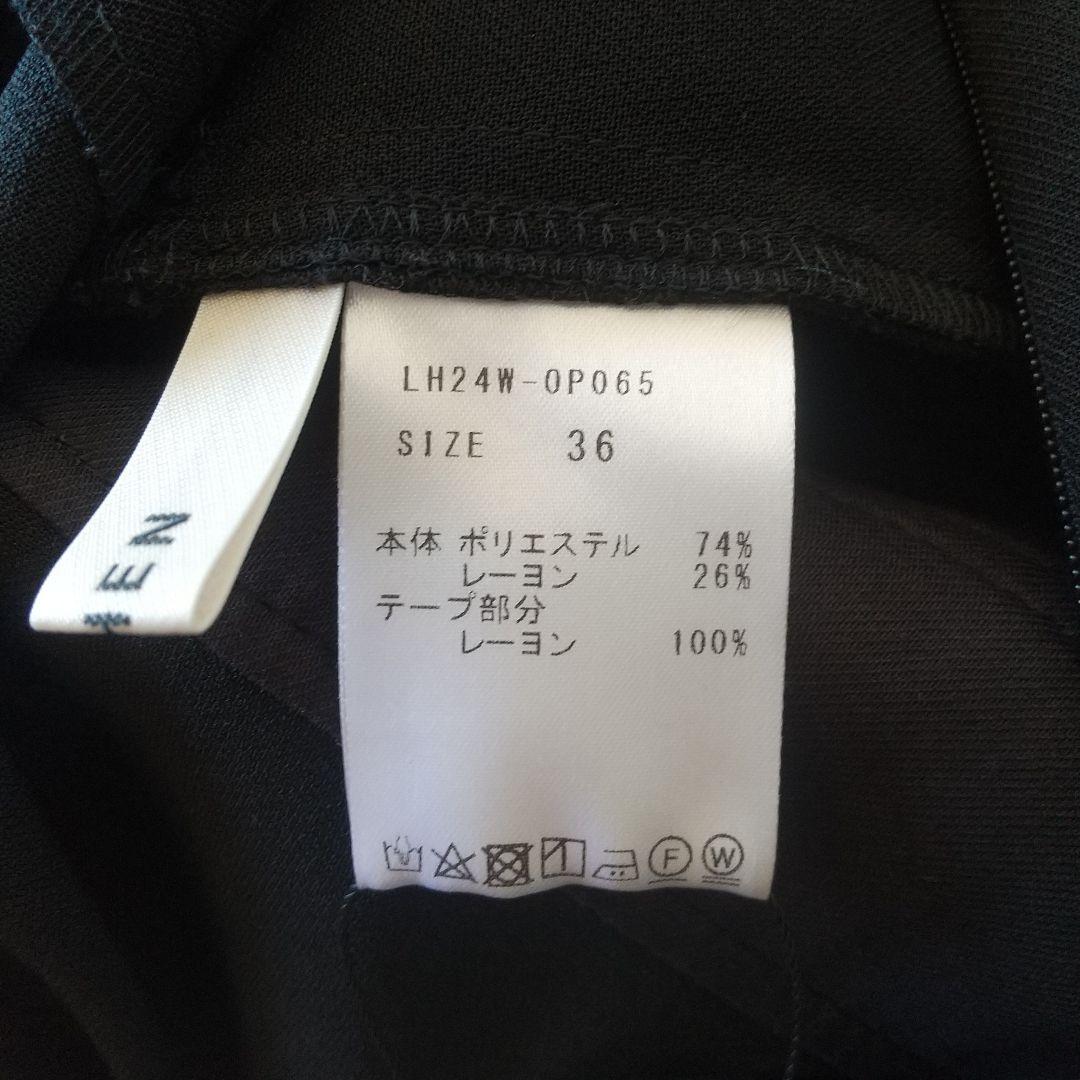 LH24W-OP065
SIZE 36
本体 ポリエステル 74%
レーヨン 26%
テープ部分
レーヨン 100%
F W
EN